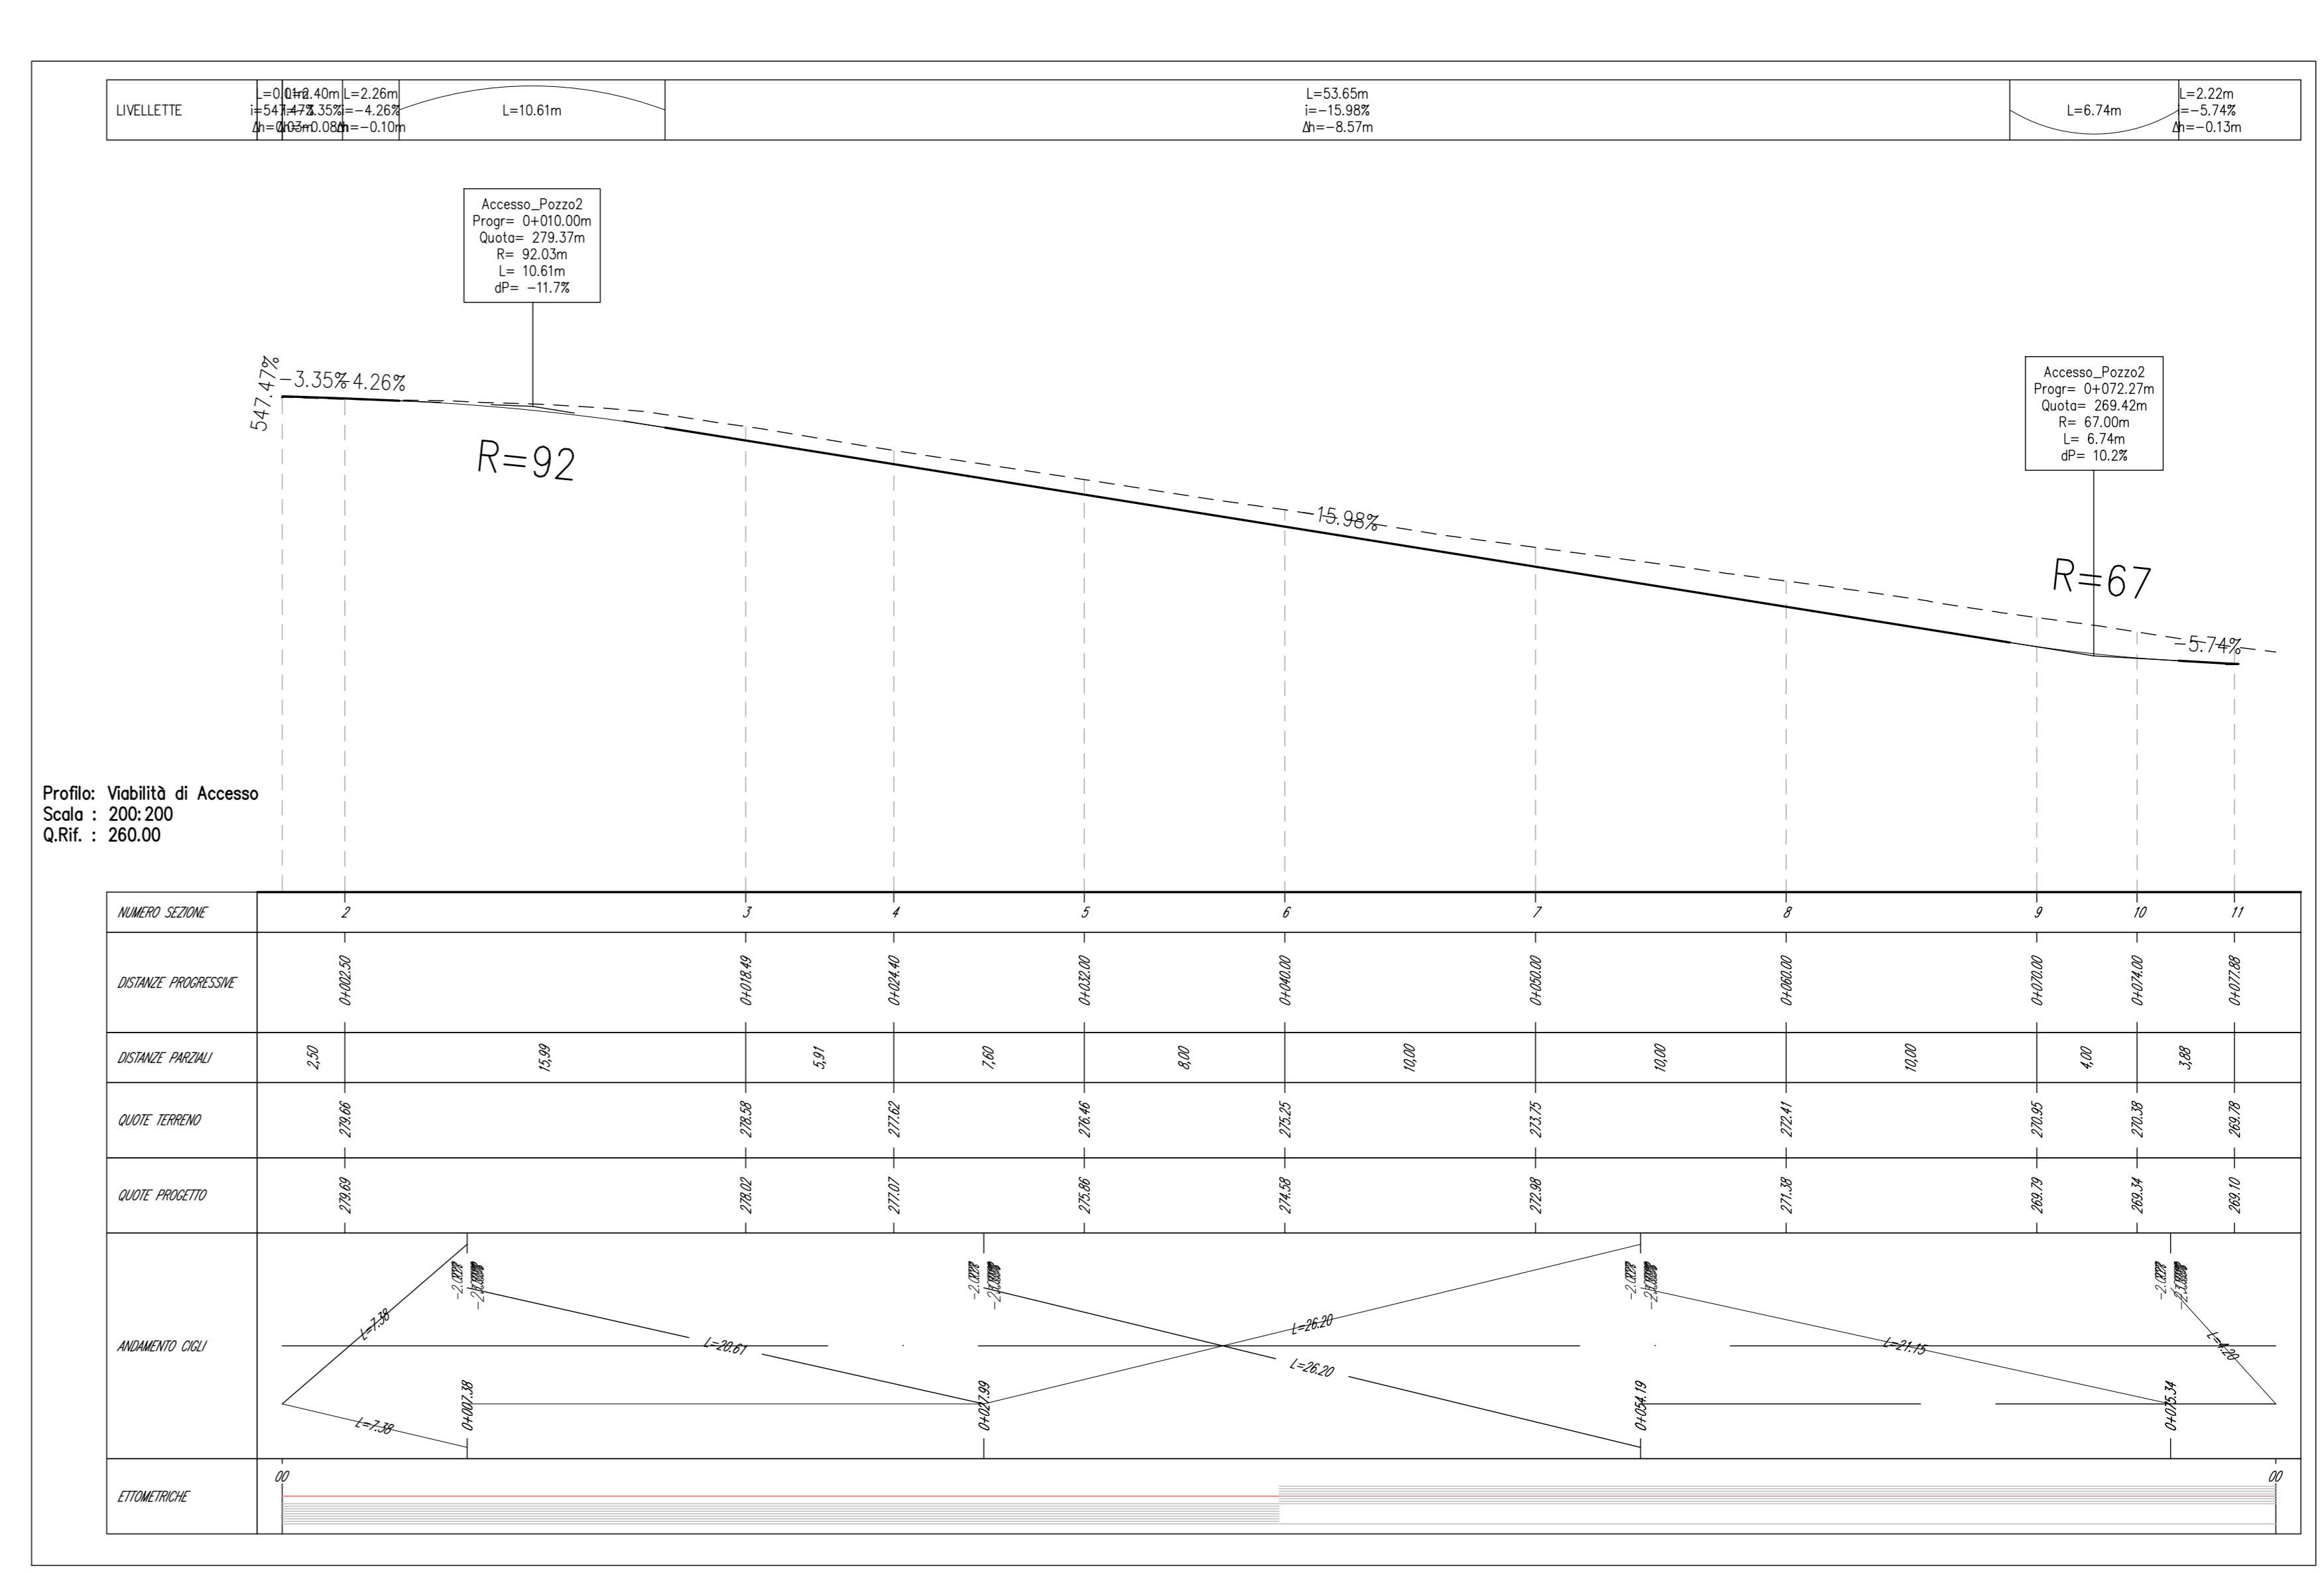 LIVELLETTE
L=2.40m
L=2.26m
i=-4.26%
L=10.61m
L=53.65m
i=-15.98%
Δh=-8.57m
L=6.74m
L=2.22m
i=-5.74%
Δh=-0.13m
Accesso_Pozzo2
Progr= 0+010.00m
Quota= 279.37m
R= 92.03m
L= 10.61m
dP= -11.7%
Accesso_Pozzo2
Progr= 0+072.27m
Quota= 269.42m
R= 67.00m
L= 6.74m
dP= 10.2%
547.47%
-3.35%
-4.26%
R=92
-15.98%
R=67
-5.74%
Profilo: Viabilità di Accesso
Scala : 200:200
Q.Rif. : 260.00
NUMERO SEZIONE 2 3 4 5 6 7 8 9 10 11
DISTANZE PROGRESSIVE 0+002.50 0+018.49 0+024.40 0+032.00 0+040.00 0+050.00 0+060.00 0+070.00 0+074.00 0+077.88
DISTANZE PARZIALI 2,50 15,99 5,91 7,60 8,00 10,00 10,00 10,00 4,00 3,88
QUOTE TERRENO 279.66 278.58 277.62 276.46 275.25 273.75 272.41 270.95 270.38 269.78
QUOTE PROGETTO 279.69 278.02 277.07 275.86 274.58 272.98 271.38 269.79 269.34 269.10
ANDAMENTO CIGLI
L=7.38
L=20.61
L=26.20
L=26.20
L=21.15
L=4.20
L=7.38
0+007.38
0+027.99
0+054.19
0+075.34
ETTOMETRICHE
00
00